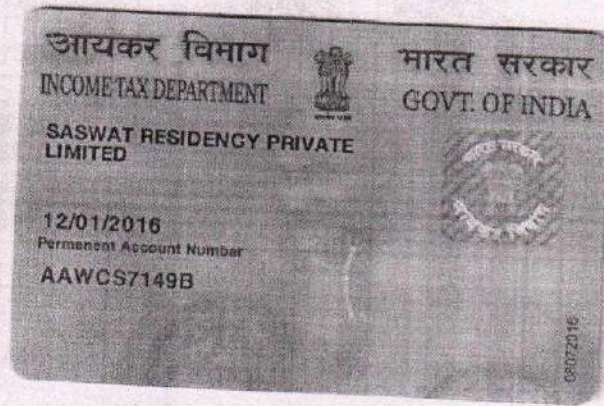 आयकर विभाग
INCOME TAX DEPARTMENT
भारत सरकार
GOVT. OF INDIA
SASWAT RESIDENCY PRIVATE
LIMITED
12/01/2016
Permanent Account Number
AAWCS7149B
08072016